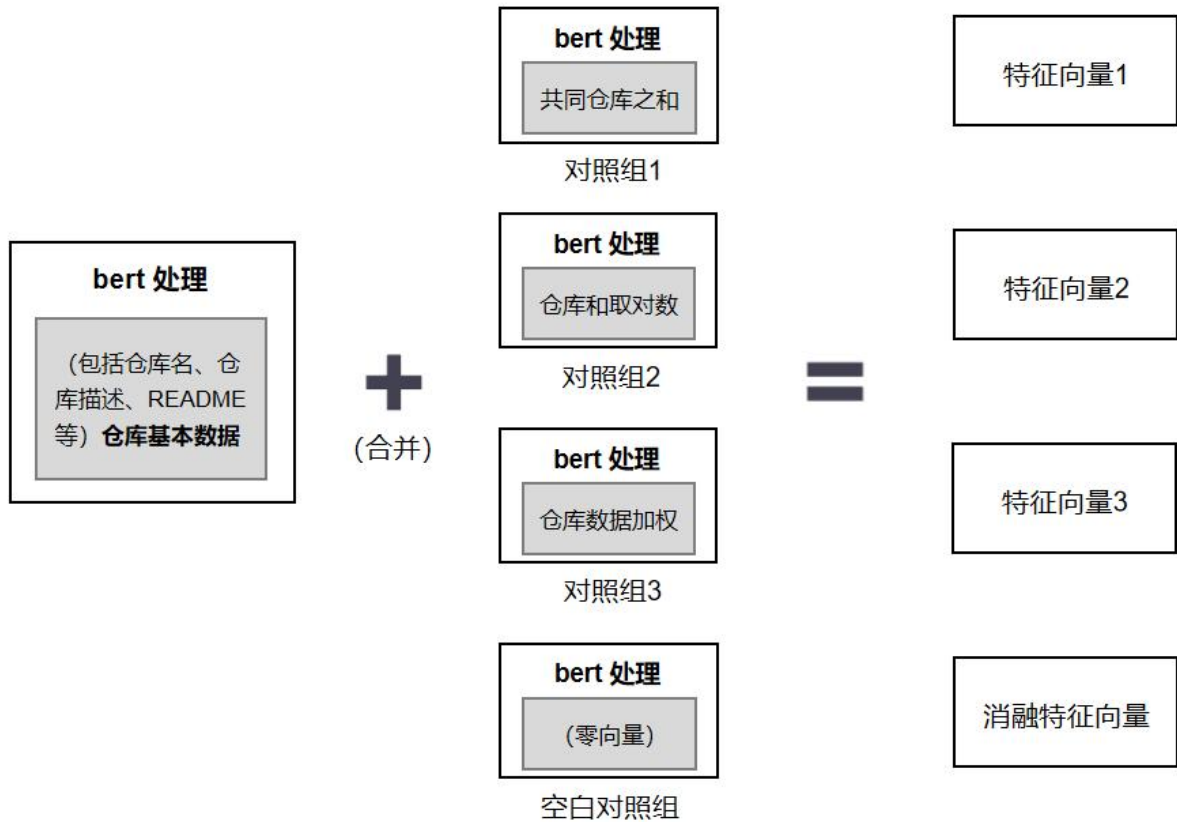 bert 处理
(包括仓库名、仓
库描述、README
等）仓库基本数据
(合并)
bert 处理
共同仓库之和
对照组1
bert 处理
仓库和取对数
对照组2
bert 处理
仓库数据加权
对照组3
bert 处理
(零向量)
空白对照组
特征向量1
特征向量2
特征向量3
消融特征向量